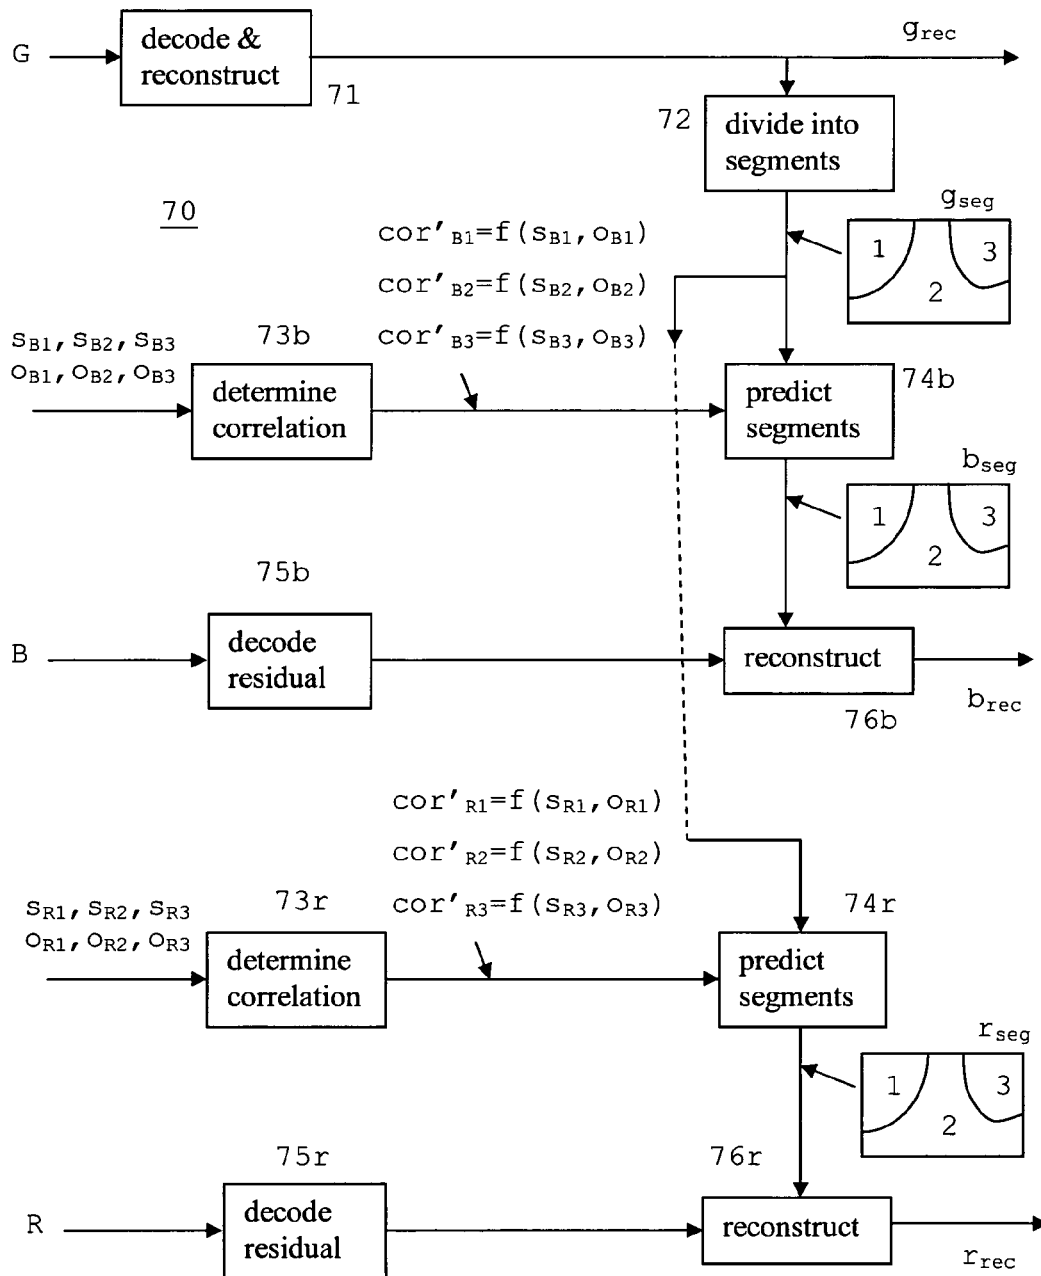 G
decode &
reconstruct
71
g_rec
72
divide into
segments
70
g_seg
1 2 3
cor'_B1=f(s_B1,o_B1)
cor'_B2=f(s_B2,o_B2)
cor'_B3=f(s_B3,o_B3)
s_B1,s_B2,s_B3
o_B1,o_B2,o_B3
73b
determine
correlation
74b
predict
segments
b_seg
1 2 3
75b
B
decode
residual
reconstruct
76b
b_rec
cor'_R1=f(s_R1,o_R1)
cor'_R2=f(s_R2,o_R2)
cor'_R3=f(s_R3,o_R3)
s_R1,s_R2,s_R3
o_R1,o_R2,o_R3
73r
determine
correlation
74r
predict
segments
r_seg
1 2 3
75r
76r
R
decode
residual
reconstruct
r_rec